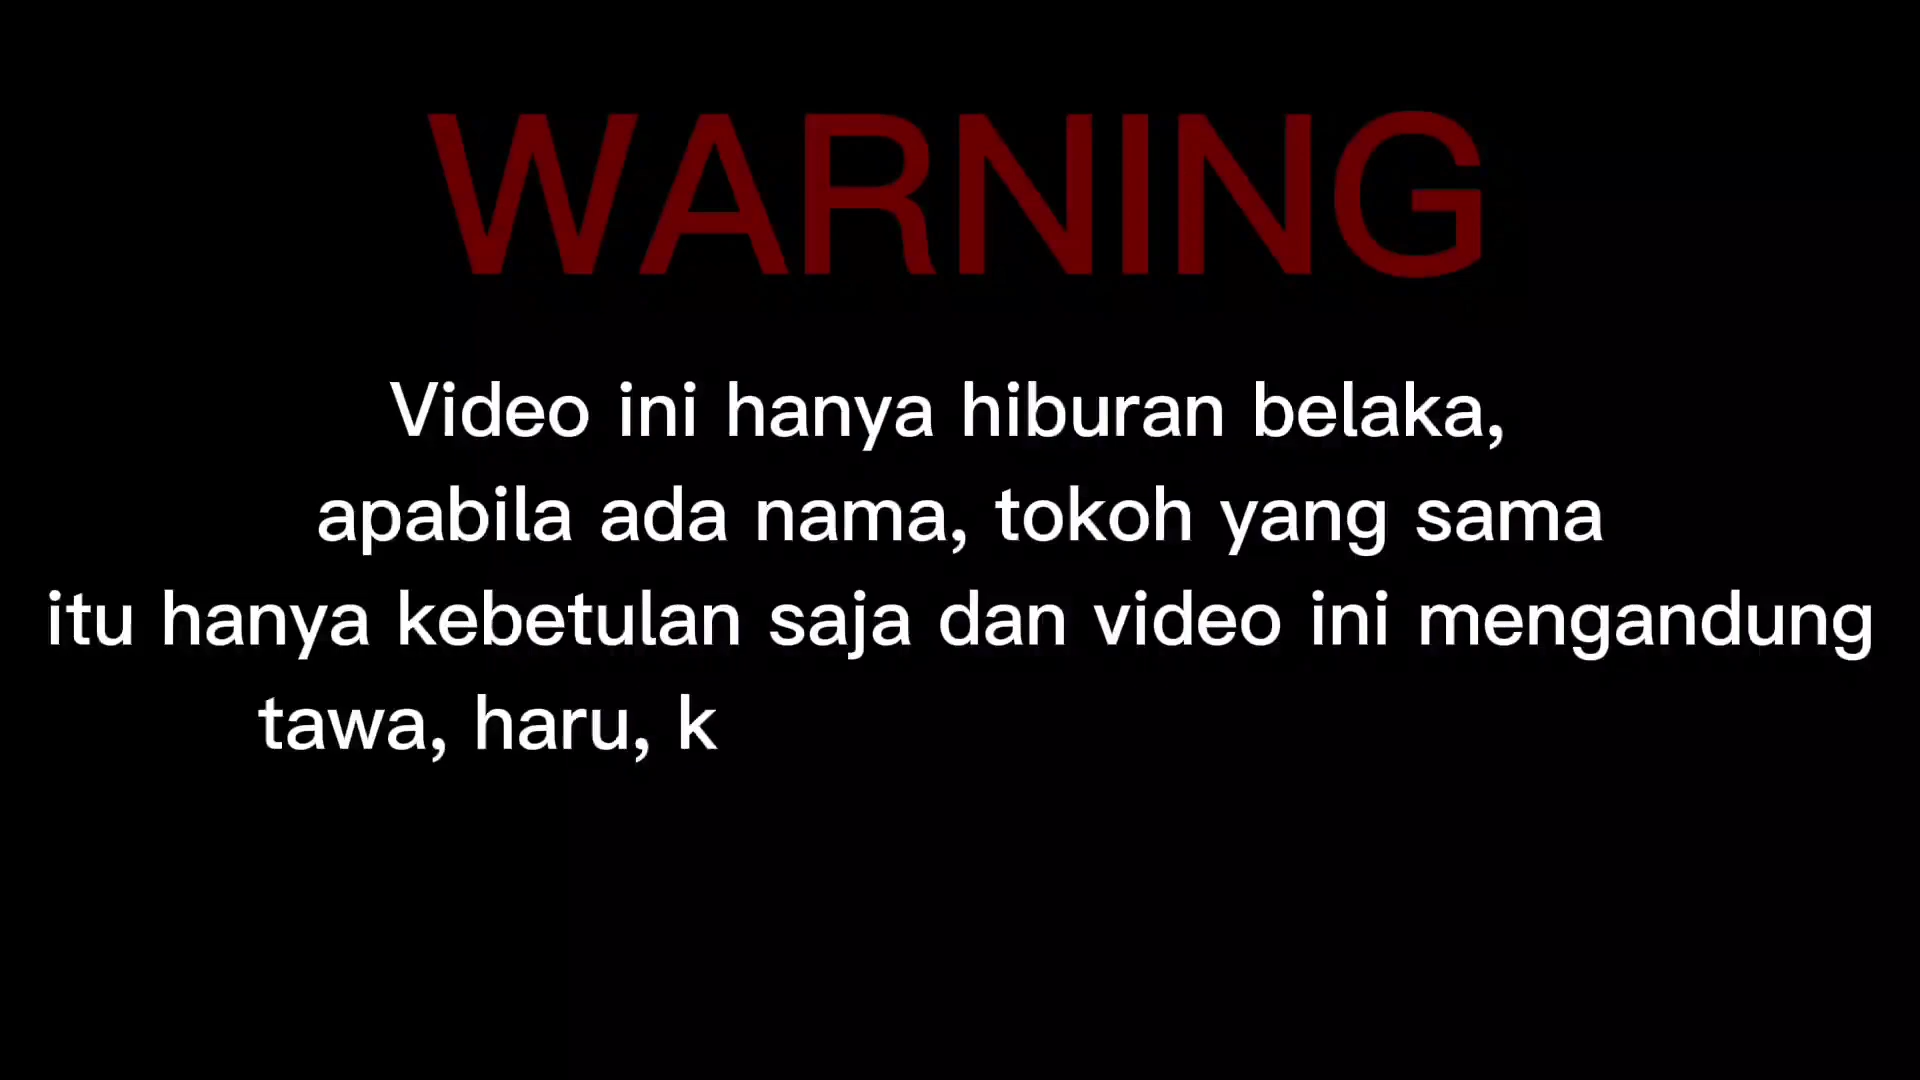 WARNING
Video ini hanya hiburan belaka,
apabila ada nama, tokoh yang sama
itu hanya kebetulan saja dan video ini mengandung
tawa, haru, k